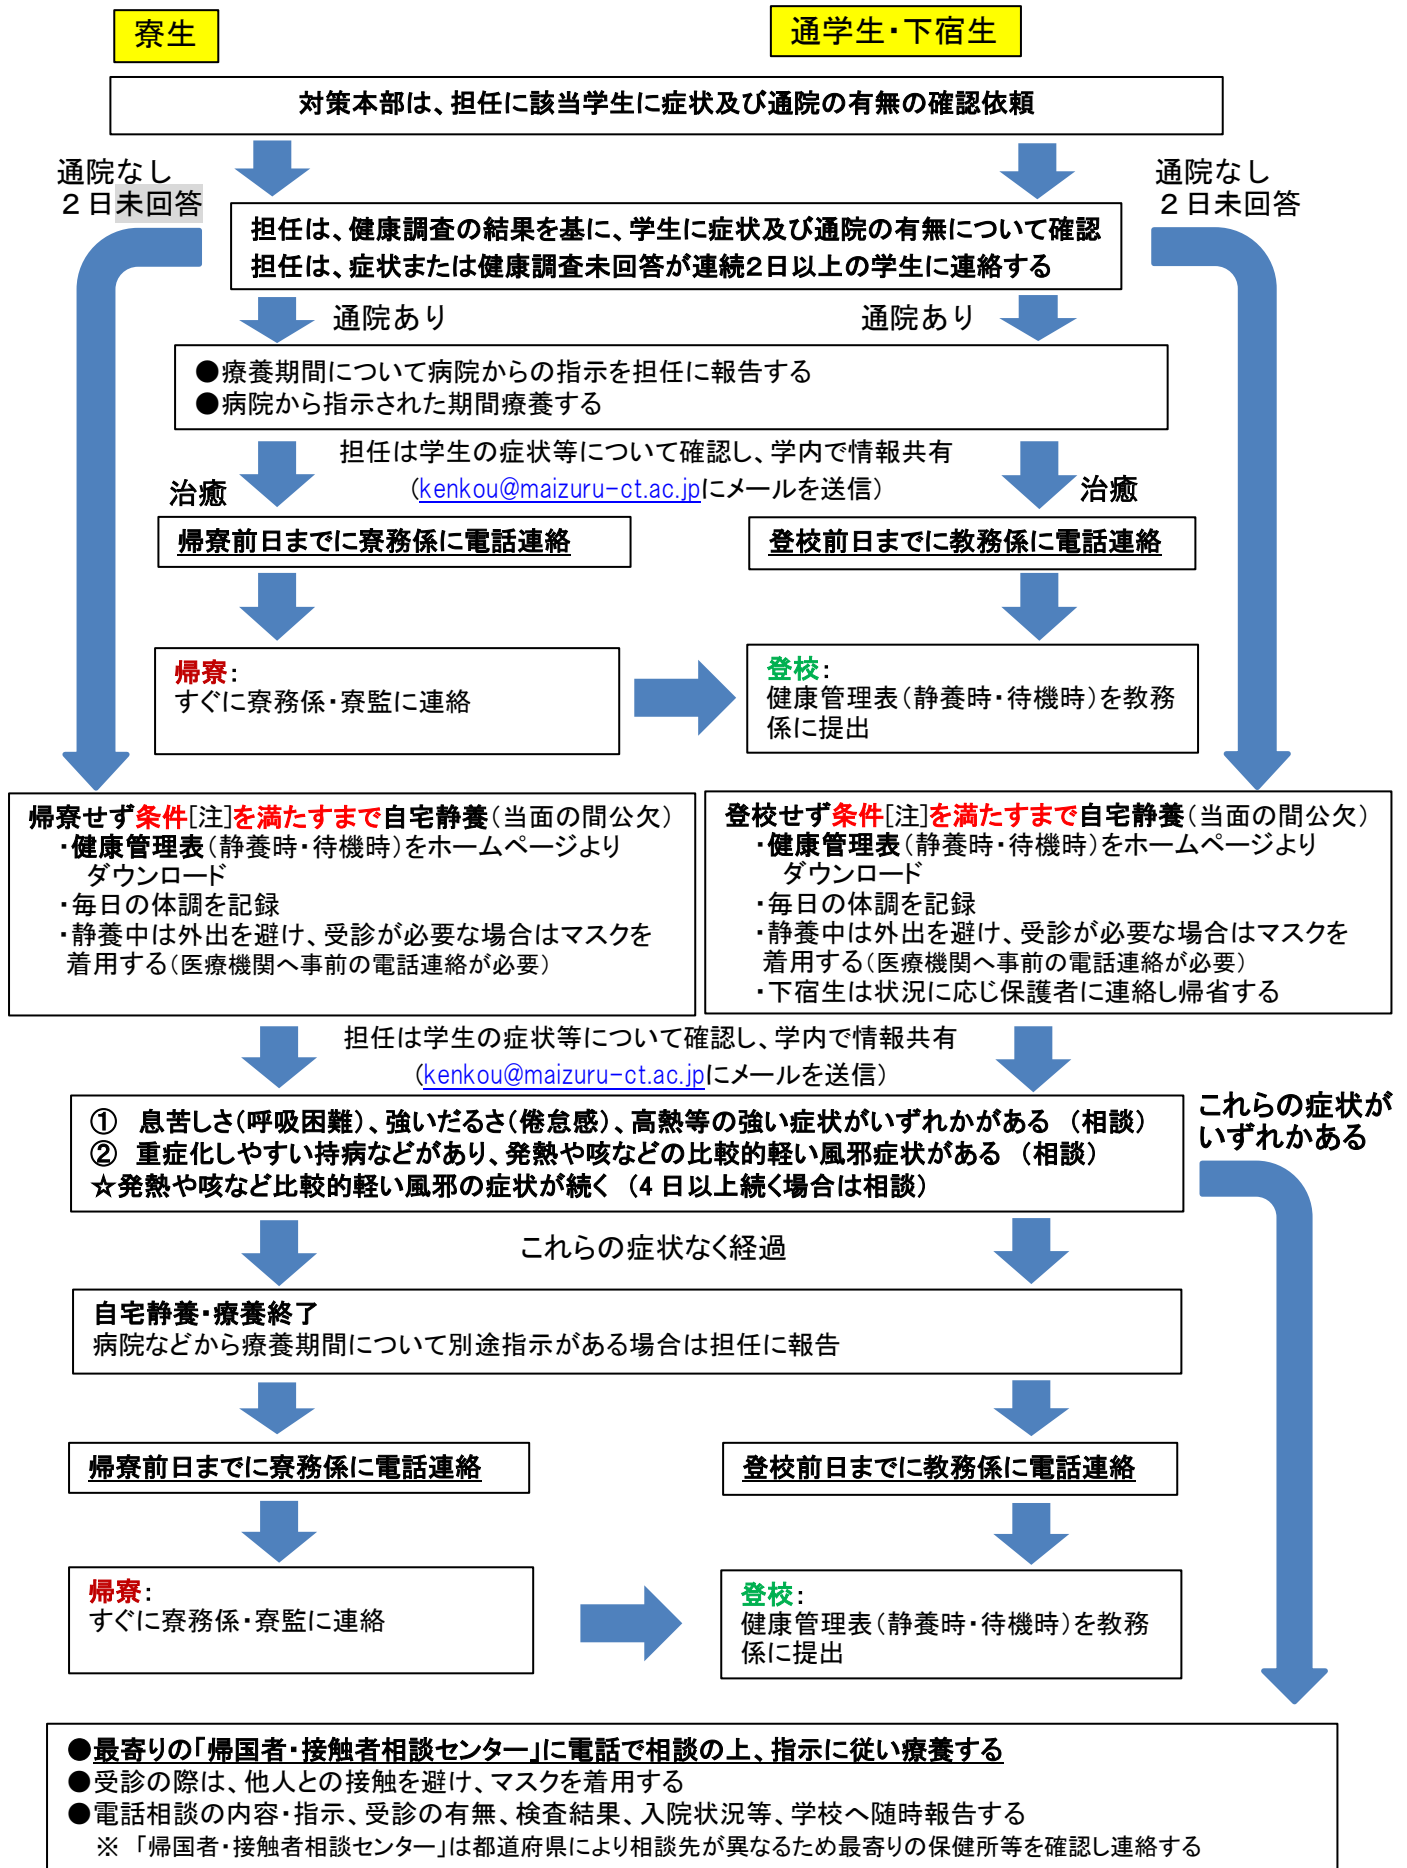 寮生
通学生・下宿生
対策本部は、担任に該当学生に症状及び通院の有無の確認依頼
通院なし
２日未回答
通院なし
２日未回答
担任は、健康調査の結果を基に、学生に症状及び通院の有無について確認
担任は、症状または健康調査未回答が連続2日以上の学生に連絡する
通院あり
通院あり
●療養期間について病院からの指示を担任に報告する
●病院から指示された期間療養する
担任は学生の症状等について確認し、学内で情報共有
（kenkou@maizuru-ct.ac.jpにメールを送信）
治癒
治癒
帰寮前日までに寮務係に電話連絡
登校前日までに教務係に電話連絡
帰寮：
すぐに寮務係・寮監に連絡
登校：
健康管理表（静養時・待機時）を教務
係に提出
帰寮せず条件[注]を満たすまで自宅静養（当面の間公欠）
・健康管理表（静養時・待機時）をホームページより
ダウンロード
・毎日の体調を記録
・静養中は外出を避け、受診が必要な場合はマスクを
着用する（医療機関へ事前の電話連絡が必要）
登校せず条件[注]を満たすまで自宅静養（当面の間公欠）
・健康管理表（静養時・待機時）をホームページより
ダウンロード
・毎日の体調を記録
・静養中は外出を避け、受診が必要な場合はマスクを
着用する（医療機関へ事前の電話連絡が必要）
・下宿生は状況に応じ保護者に連絡し帰省する
担任は学生の症状等について確認し、学内で情報共有
（kenkou@maizuru-ct.ac.jpにメールを送信）
① 息苦しさ（呼吸困難）、強いだるさ（倦怠感）、高熱等の強い症状がいずれかがある （相談）
② 重症化しやすい持病などがあり、発熱や咳などの比較的軽い風邪症状がある （相談）
☆発熱や咳など比較的軽い風邪の症状が続く （4 日以上続く場合は相談）
これらの症状が
いずれかある
これらの症状なく経過
自宅静養・療養終了
病院などから療養期間について別途指示がある場合は担任に報告
帰寮前日までに寮務係に電話連絡
登校前日までに教務係に電話連絡
帰寮：
すぐに寮務係・寮監に連絡
登校：
健康管理表（静養時・待機時）を教務
係に提出
●最寄りの「帰国者・接触者相談センター」に電話で相談の上、指示に従い療養する
●受診の際は、他人との接触を避け、マスクを着用する
●電話相談の内容・指示、受診の有無、検査結果、入院状況等、学校へ随時報告する
※ 「帰国者・接触者相談センター」は都道府県により相談先が異なるため最寄りの保健所等を確認し連絡する